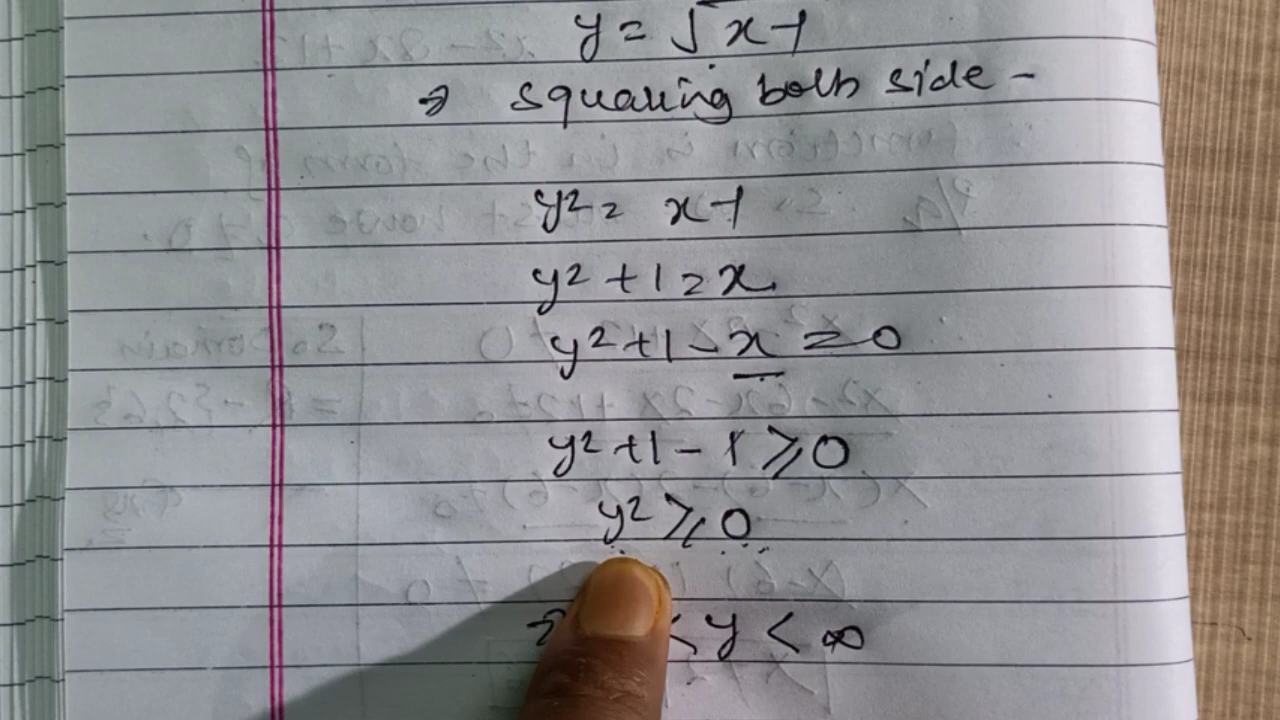 y = √x-1
⇒ squaring both side -
y² = x-1
y² + 1 = x
y² + 1 - x = 0
y² + 1 - 1 ≥ 0
y² ≥ 0
< y < ∞